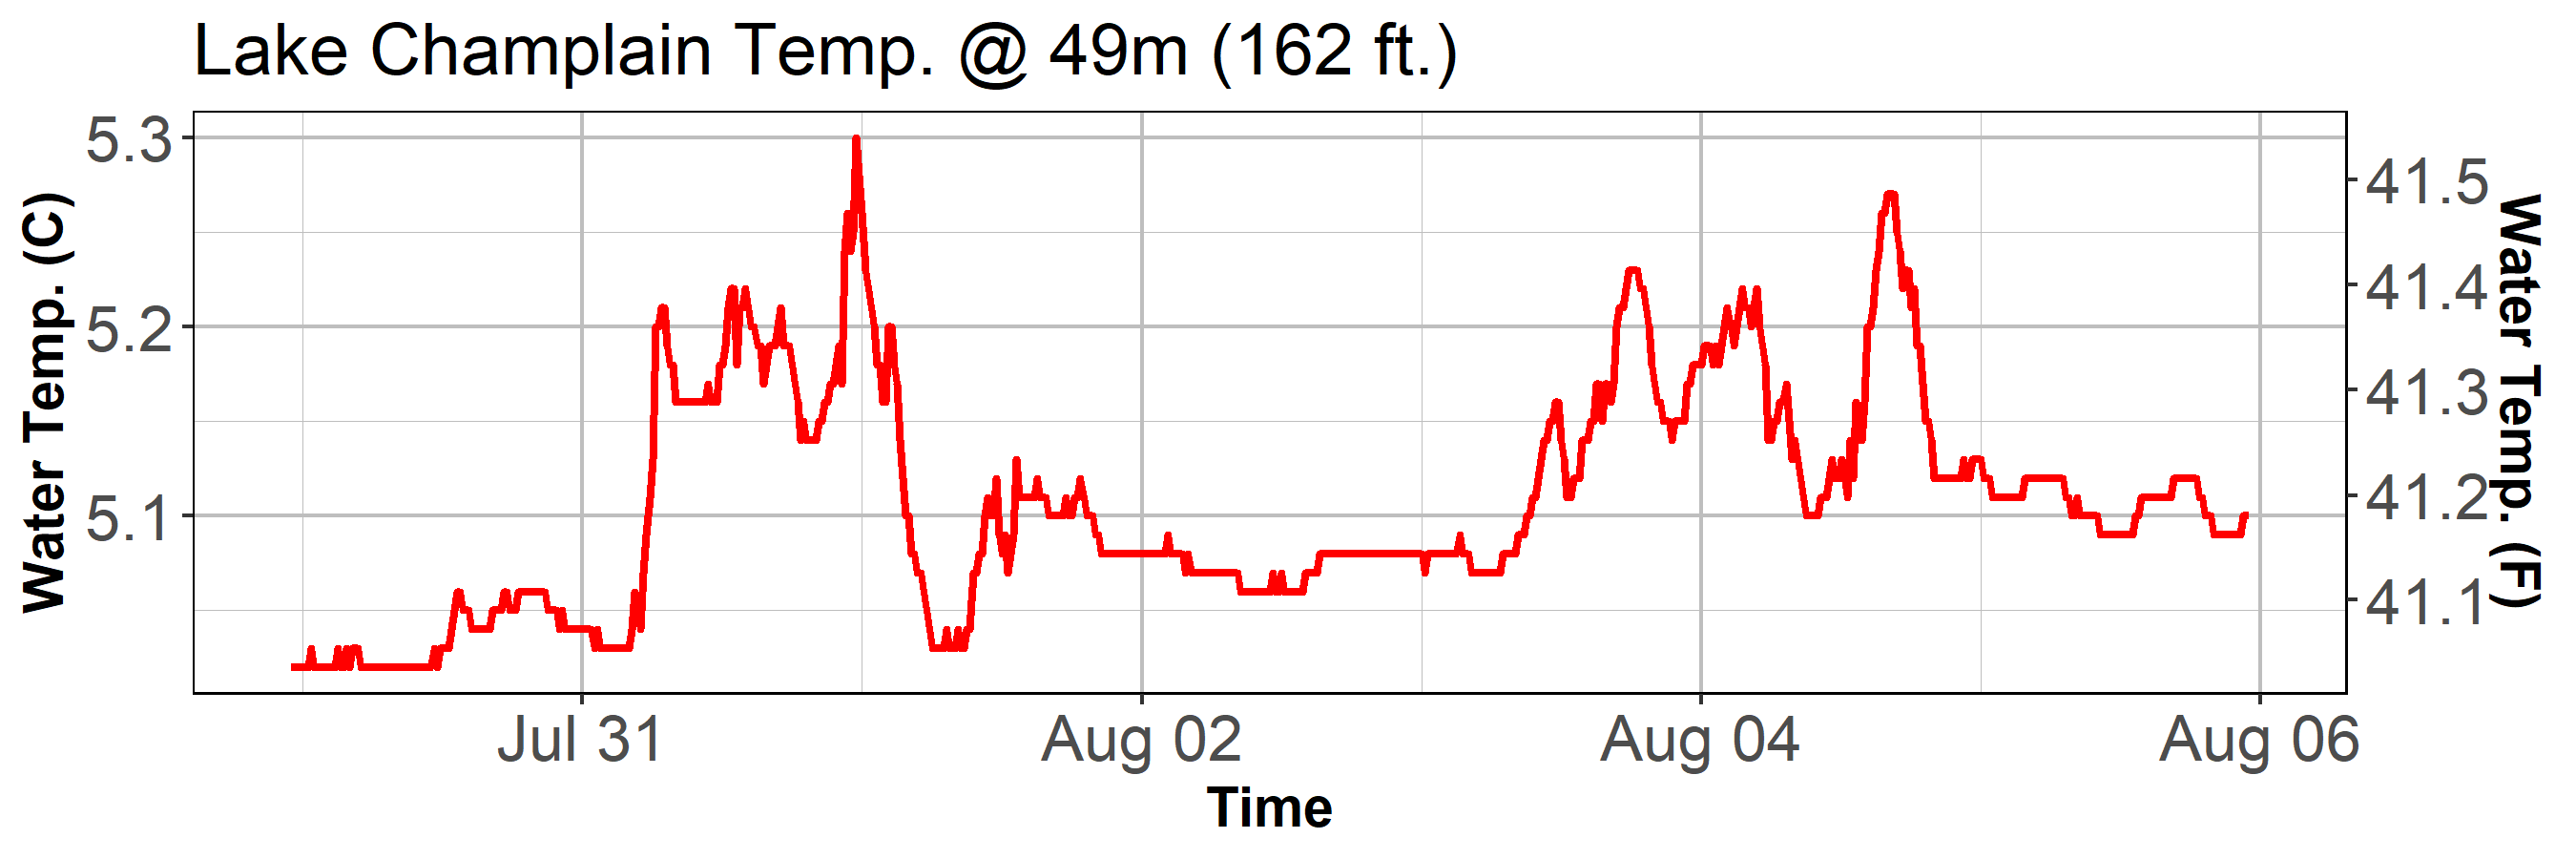 Lake Champlain Temp. @ 49m (162 ft.)
Water Temp. (C)
5.3
5.2
5.1
41.5
41.4
41.3
41.2
41.1
Water Temp. (F)
Jul 31 Aug 02 Aug 04 Aug 06
Time